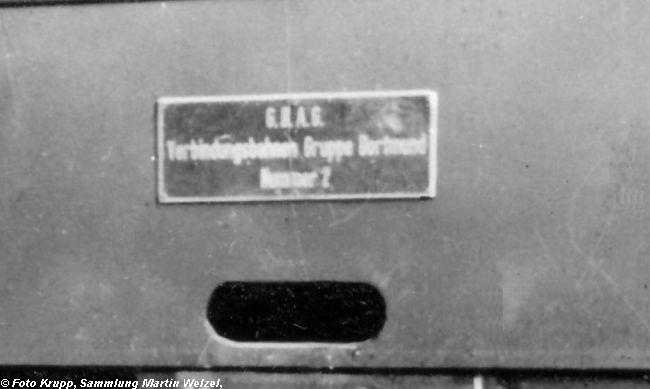 G.B.A.G.
Verbindungsbahnen Gruppe Dortmund
Nummer 2
© Foto Krupp, Sammlung Martin Welzel,